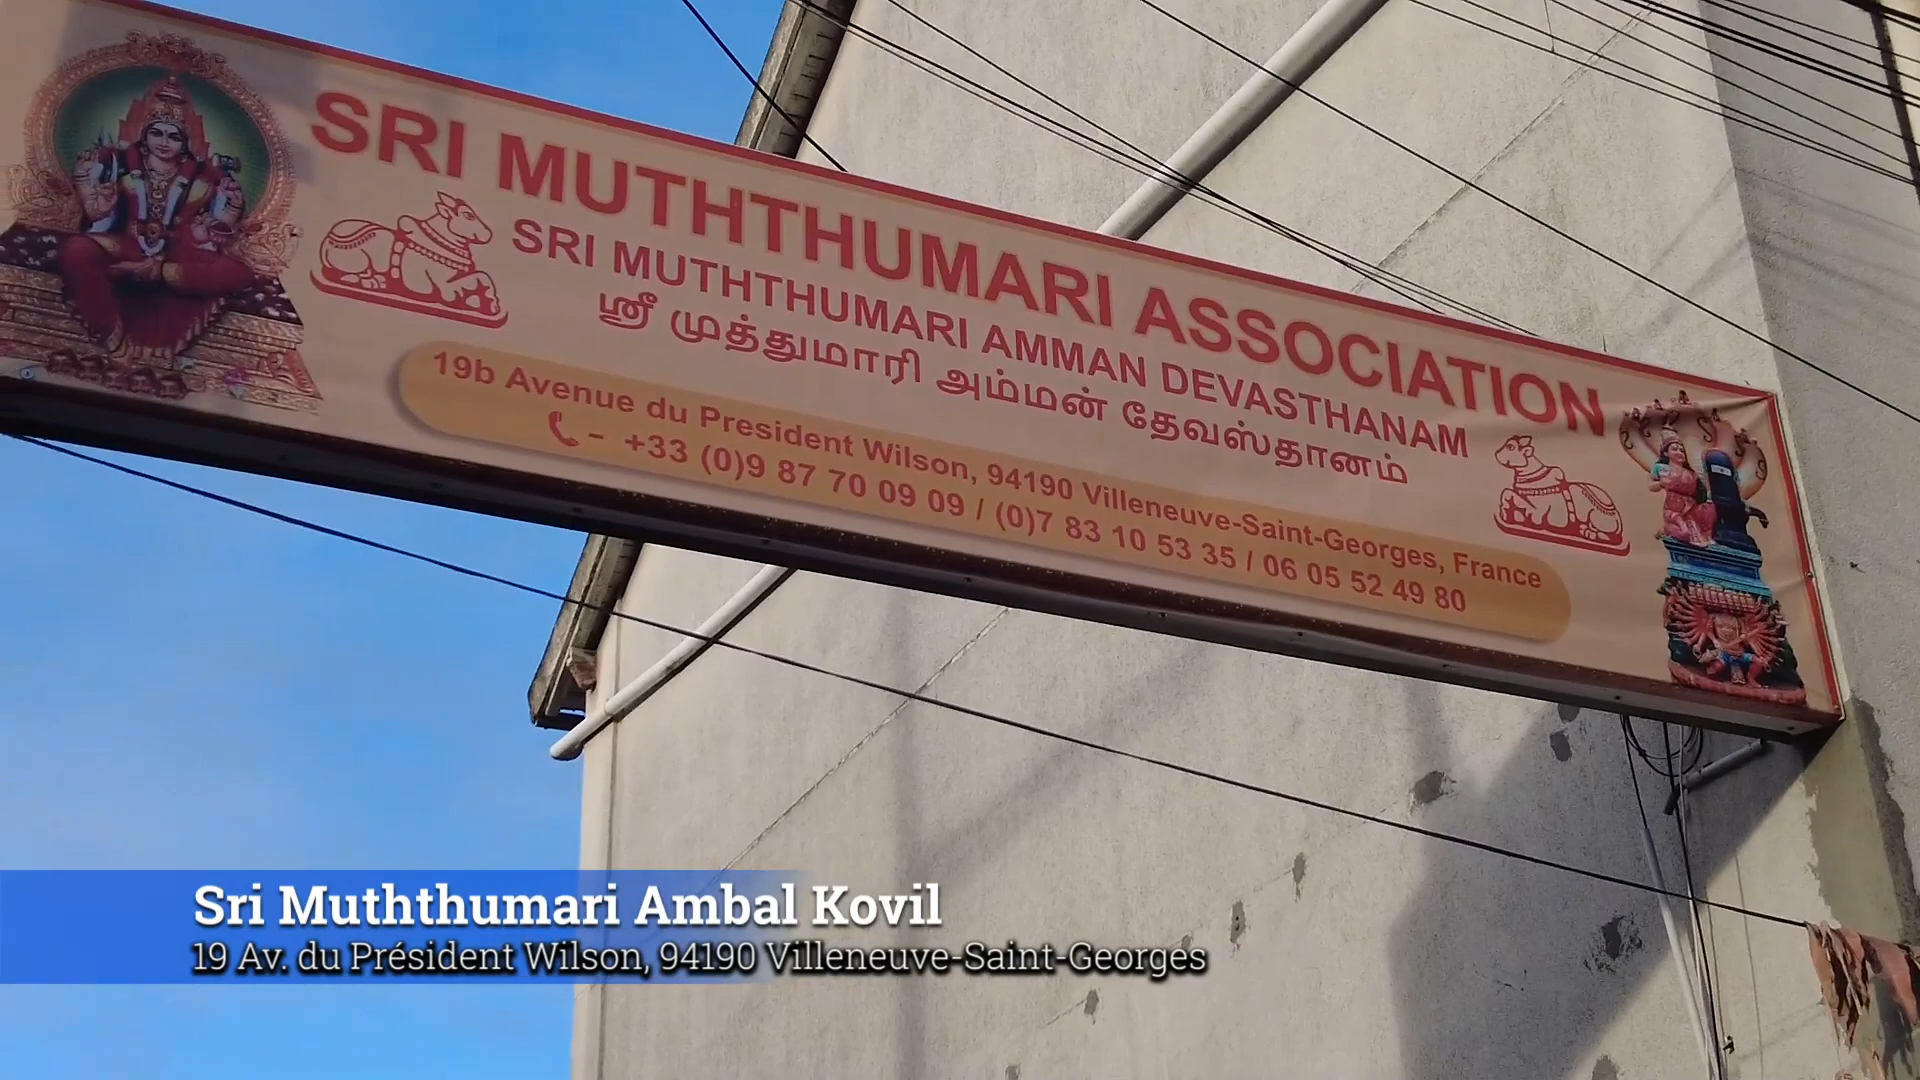 SRI MUTHTHUMARI ASSOCIATION
SRI MUTHTHUMARI AMMAN DEVASTHANAM
ஸ்ரீ முத்துமாரி அம்மன் தேவஸ்தானம்
19b Avenue du President Wilson, 94190 Villeneuve-Saint-Georges, France
- +33 (0)9 87 70 09 09 / (0)7 83 10 53 35 / 06 05 52 49 80
Sri Muththumari Ambal Kovil
19 Av. du Président Wilson, 94190 Villeneuve-Saint-Georges